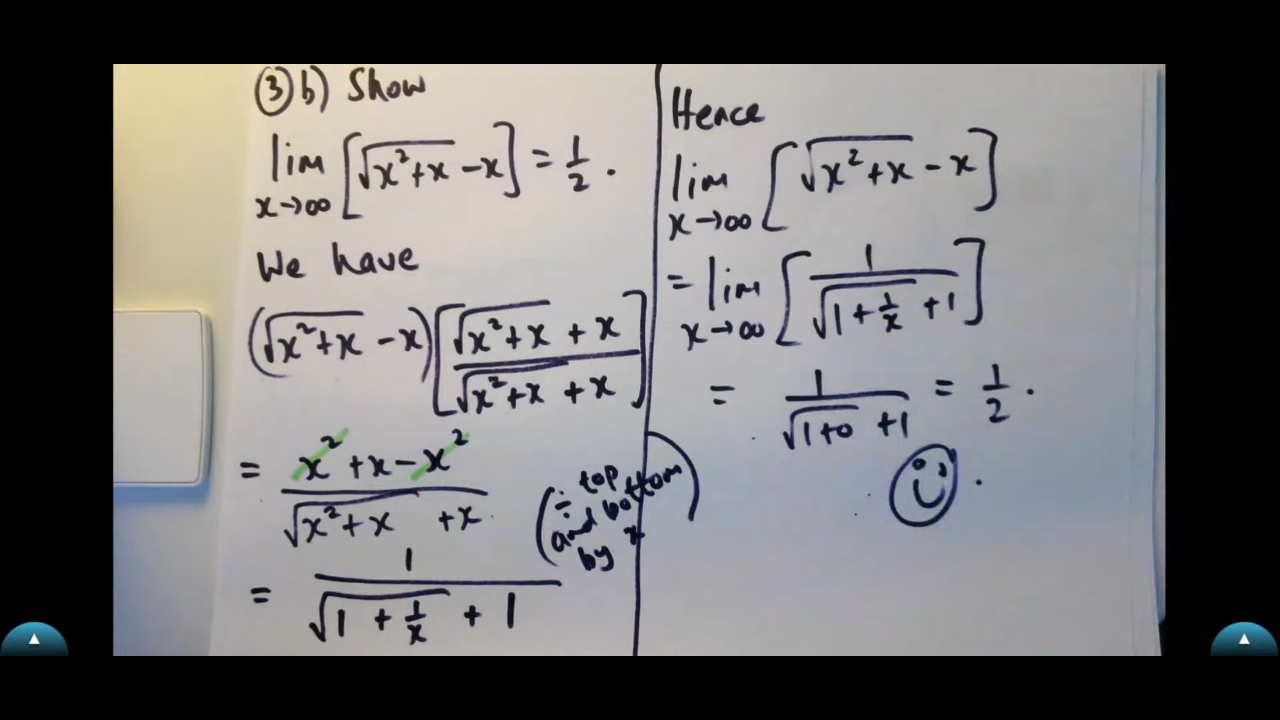 ③b) Show
lim x→∞ [√(x²+x) - x] = 1/2 .
We have
(√(x²+x) - x) [(√(x²+x) + x)/(√(x²+x) + x)]
= (x² + x - x²)/(√(x²+x) + x)
(÷ top
and bottom
by x)
= 1/(√(1 + 1/x) + 1)
Hence
lim x→∞ [√(x²+x) - x]
= lim x→∞ [1/(√(1 + 1/x) + 1)]
= 1/(√(1+0) + 1) = 1/2 .